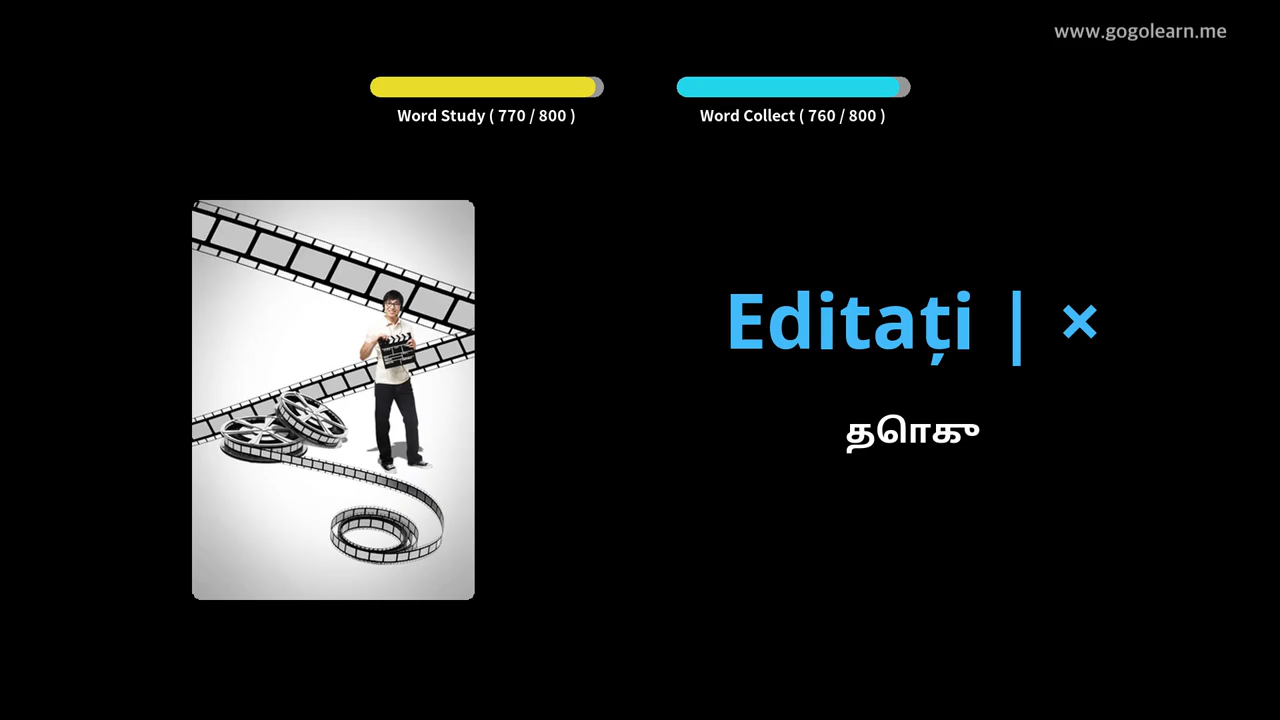 www.gogolearn.me
Word Study ( 770 / 800 )
Word Collect ( 760 / 800 )
Editați | ×
தொகு